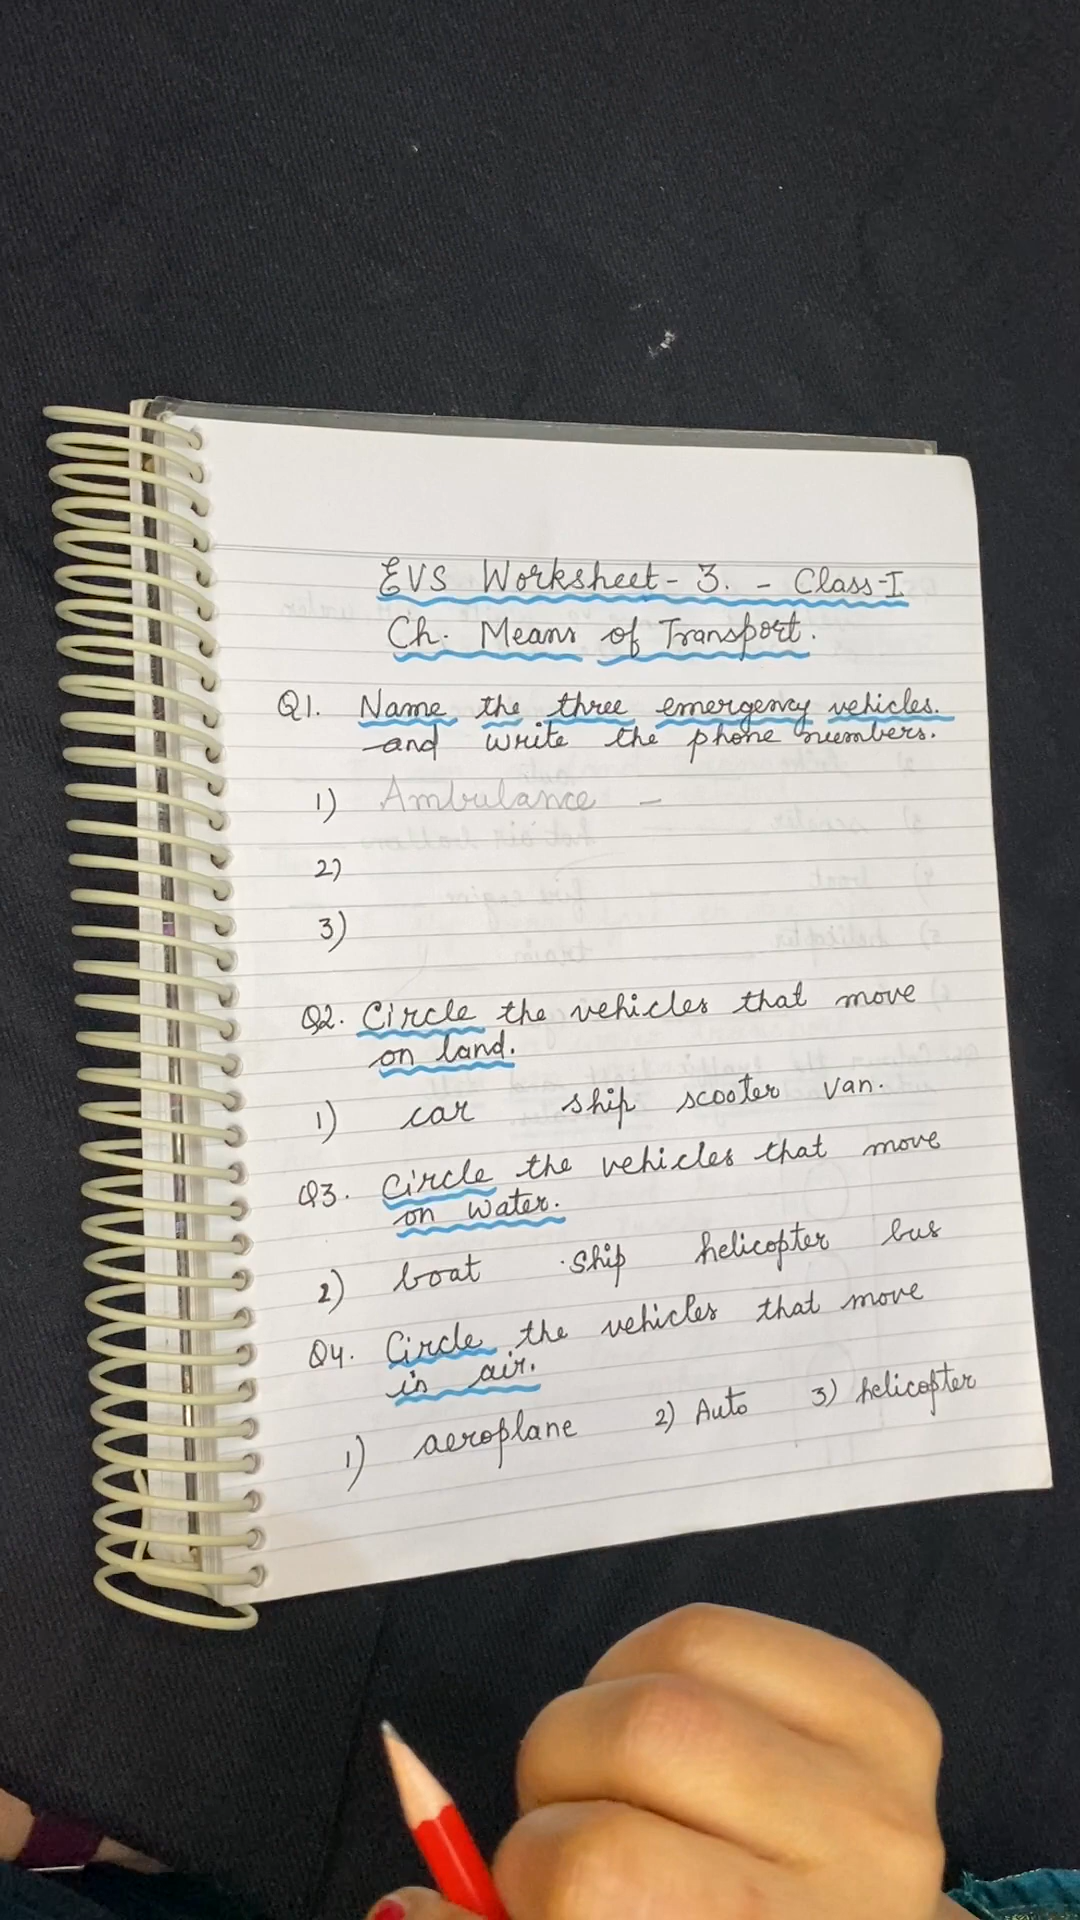 EVS Worksheet - 3. - Class-I
Ch. Means of Transport.
Q1. Name the three emergency vehicles.
and write the phone numbers.
1) Ambulance -
2)
3)
Q2. Circle the vehicles that move
on land.
1) car ship scooter van.
Q3. Circle the vehicles that move
on water.
2) boat ship helicopter bus
Q4. Circle the vehicles that move
in air.
1) aeroplane 2) Auto 3) helicopter